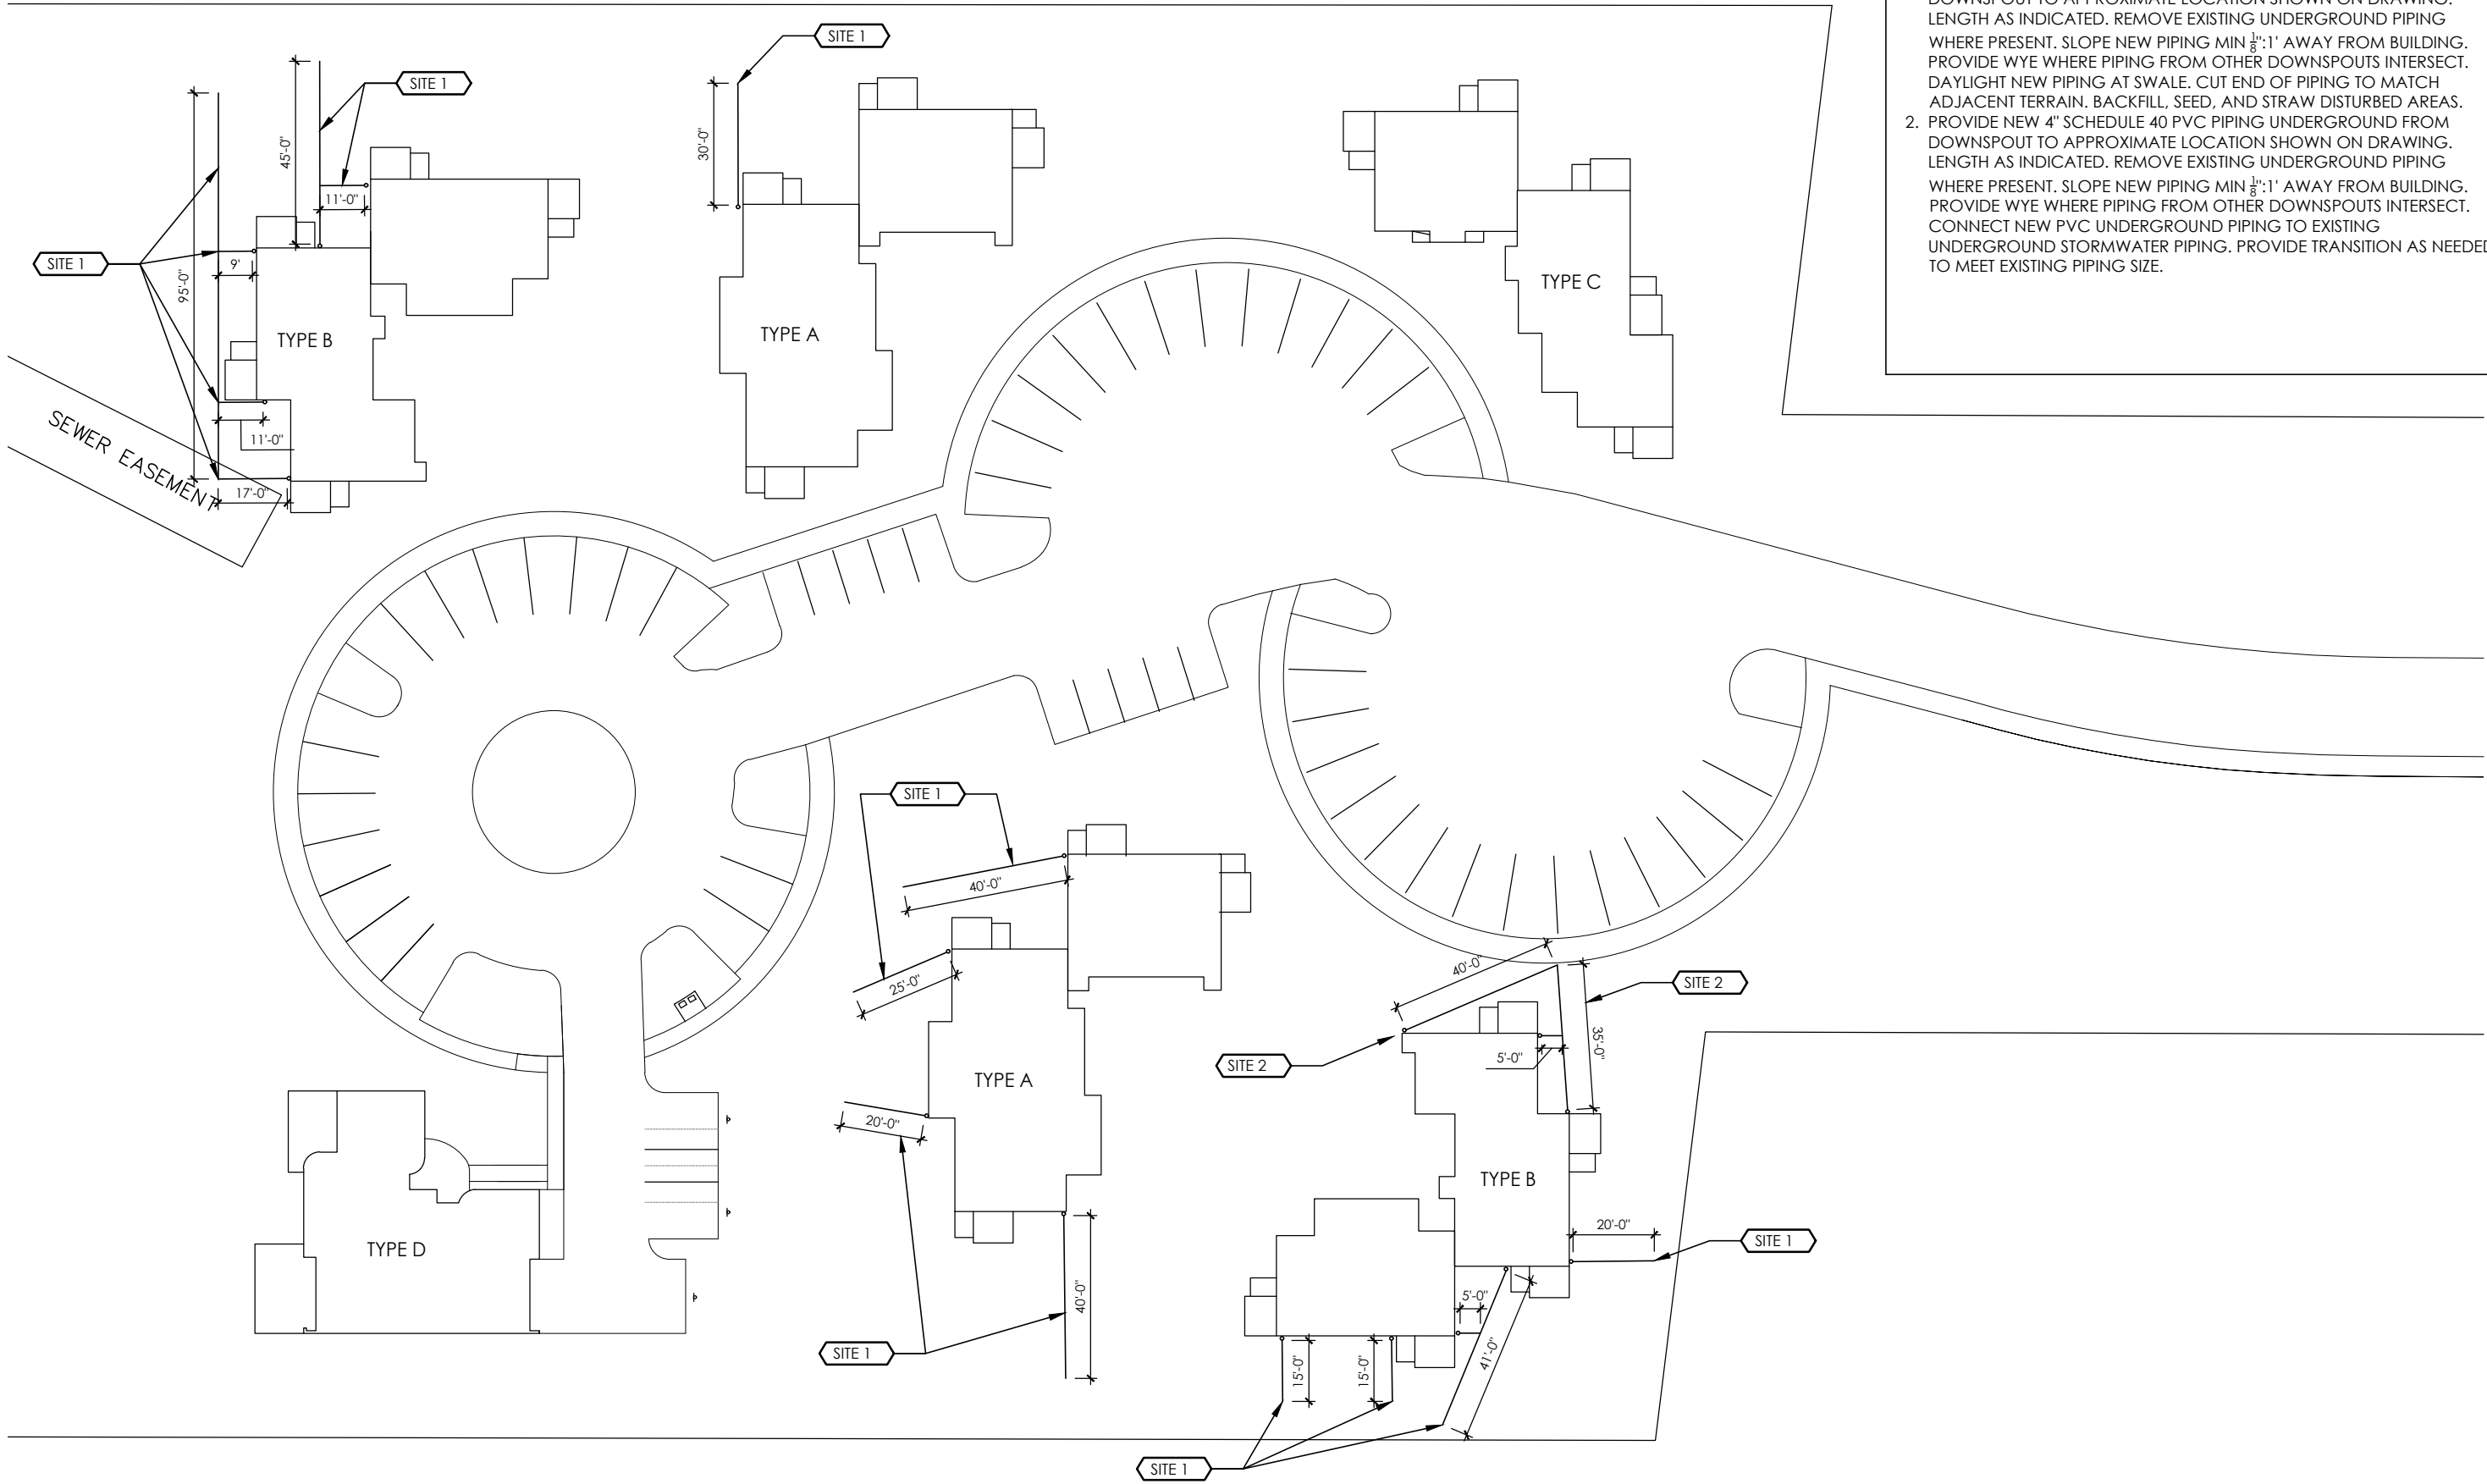 DOWNSPOUT TO APPROXIMATE LOCATION SHOWN ON DRAWING.
LENGTH AS INDICATED. REMOVE EXISTING UNDERGROUND PIPING
WHERE PRESENT. SLOPE NEW PIPING MIN 1/8":1' AWAY FROM BUILDING.
PROVIDE WYE WHERE PIPING FROM OTHER DOWNSPOUTS INTERSECT.
DAYLIGHT NEW PIPING AT SWALE. CUT END OF PIPING TO MATCH
ADJACENT TERRAIN. BACKFILL, SEED, AND STRAW DISTURBED AREAS.
2. PROVIDE NEW 4" SCHEDULE 40 PVC PIPING UNDERGROUND FROM
DOWNSPOUT TO APPROXIMATE LOCATION SHOWN ON DRAWING.
LENGTH AS INDICATED. REMOVE EXISTING UNDERGROUND PIPING
WHERE PRESENT. SLOPE NEW PIPING MIN 1/8":1' AWAY FROM BUILDING.
PROVIDE WYE WHERE PIPING FROM OTHER DOWNSPOUTS INTERSECT.
CONNECT NEW PVC UNDERGROUND PIPING TO EXISTING
UNDERGROUND STORMWATER PIPING. PROVIDE TRANSITION AS NEEDED
TO MEET EXISTING PIPING SIZE.
SITE 1
SITE 1
45'-0"
11'-0"
SITE 1
9'
95'-0"
TYPE B
11'-0"
17'-0"
SEWER EASEMENT
30'-0"
TYPE A
TYPE C
SITE 1
40'-0"
25'-0"
TYPE A
20'-0"
40'-0"
SITE 1
TYPE D
40'-0"
SITE 2
35'-0"
5'-0"
SITE 2
TYPE B
20'-0"
SITE 1
5'-0"
41'-0"
15'-0"
15'-0"
SITE 1